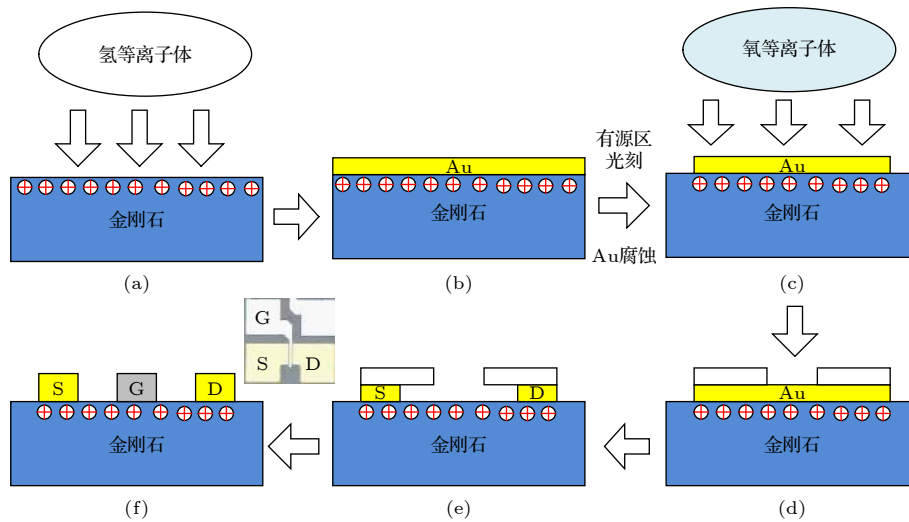 氢等离子体
金刚石
(a)
Au
金刚石
(b)
有源区
光刻
Au腐蚀
氧等离子体
Au
金刚石
(c)
Au
金刚石
(d)
S
D
金刚石
(e)
G
S
D
S
G
D
金刚石
(f)